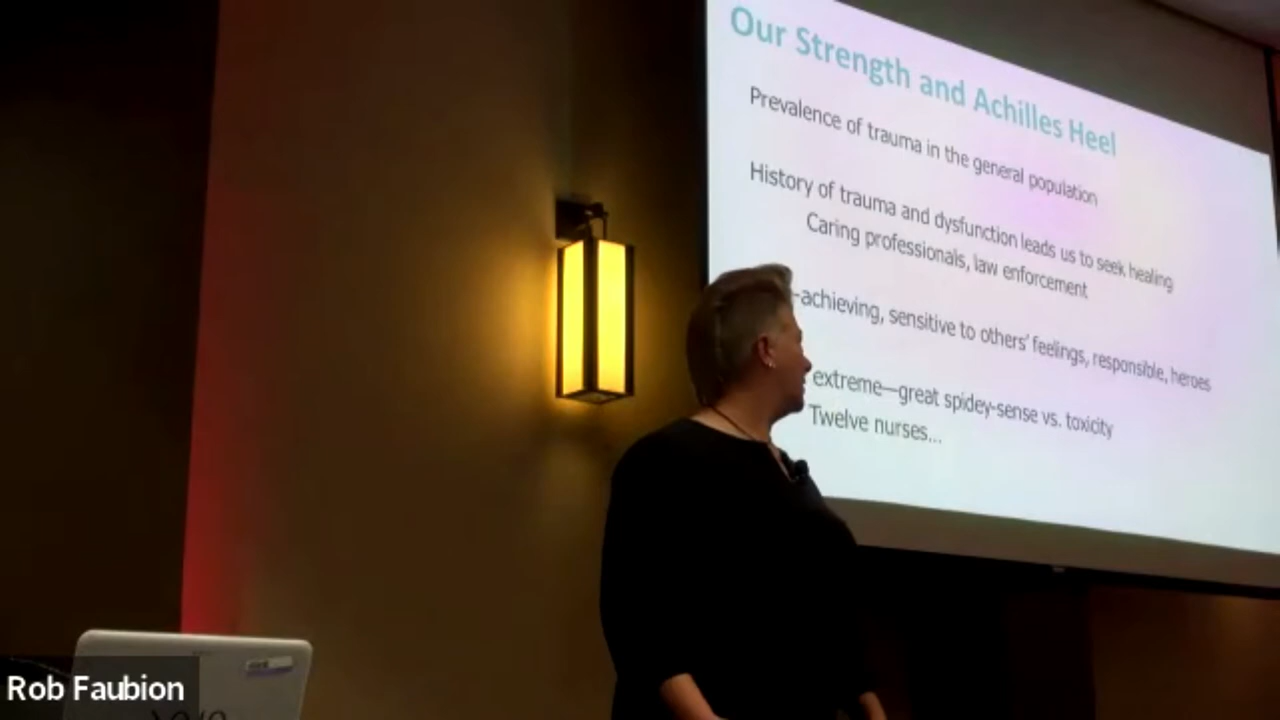 Our Strength and Achilles Heel
Prevalence of trauma in the general population
History of trauma and dysfunction leads us to seek healing
Caring professionals, law enforcement
-achieving, sensitive to others' feelings, responsible, heroes
extreme—great spidey-sense vs. toxicity
Twelve nurses...
Rob Faubion